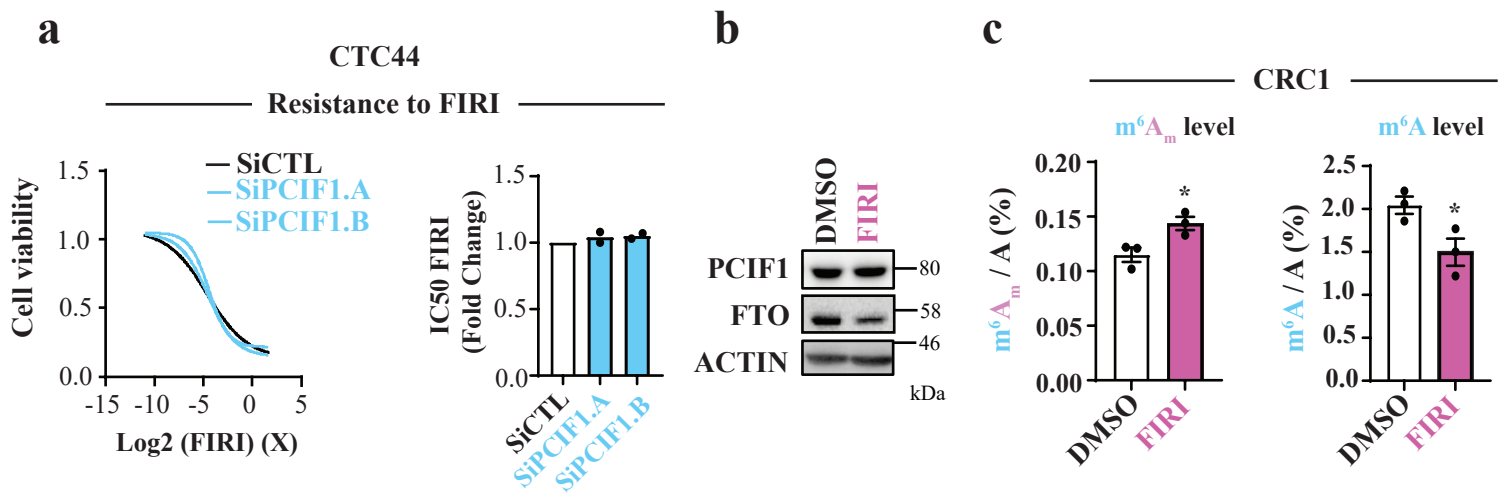 a
CTC44
Resistance to FIRI
SiCTL
SiPCIF1.A
SiPCIF1.B
Cell viability
1.5
1.0
0.5
0.0
-15 -10 -5 0 5
Log2 (FIRI) (X)
IC50 FIRI
(Fold Change)
1.5
1.0
0.5
0.0
SiCTL
SiPCIF1.A
SiPCIF1.B
b
DMSO
FIRI
PCIF1
80
FTO
58
46
ACTIN
kDa
c
CRC1
m⁶Aₘ level
m⁶Aₘ / A (%)
0.20
0.15
0.10
0.05
0.00
*
DMSO
FIRI
m⁶A level
m⁶A / A (%)
2.5
2.0
1.5
1.0
0.5
0.0
*
DMSO
FIRI